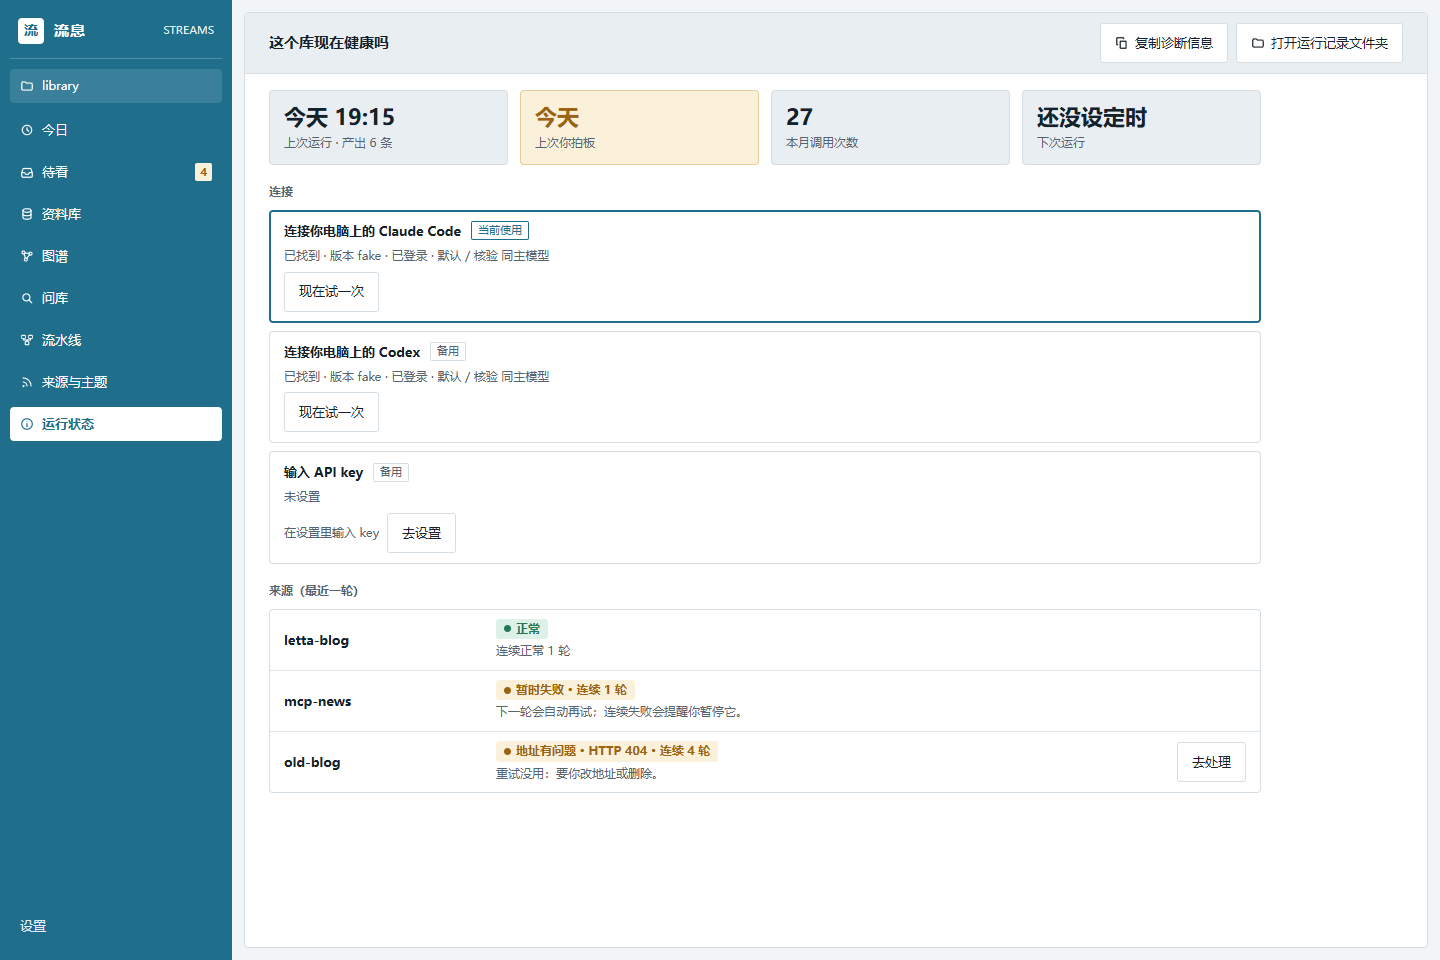 流 流息 STREAMS
library
今日
待看 4
资料库
图谱
问库
流水线
来源与主题
运行状态
设置
这个库现在健康吗
复制诊断信息
打开运行记录文件夹
今天 19:15
上次运行 · 产出 6 条
今天
上次你拍板
27
本月调用次数
还没设定时
下次运行
连接
连接你电脑上的 Claude Code 当前使用
已找到 · 版本 fake · 已登录 · 默认 / 核验 同主模型
现在试一次
连接你电脑上的 Codex 备用
已找到 · 版本 fake · 已登录 · 默认 / 核验 同主模型
现在试一次
输入 API key 备用
未设置
在设置里输入 key 去设置
来源（最近一轮）
letta-blog
正常
连续正常 1 轮
mcp-news
暂时失败 • 连续 1 轮
下一轮会自动再试；连续失败会提醒你暂停它。
old-blog
地址有问题 • HTTP 404 • 连续 4 轮
重试没用：要你改地址或删除。
去处理